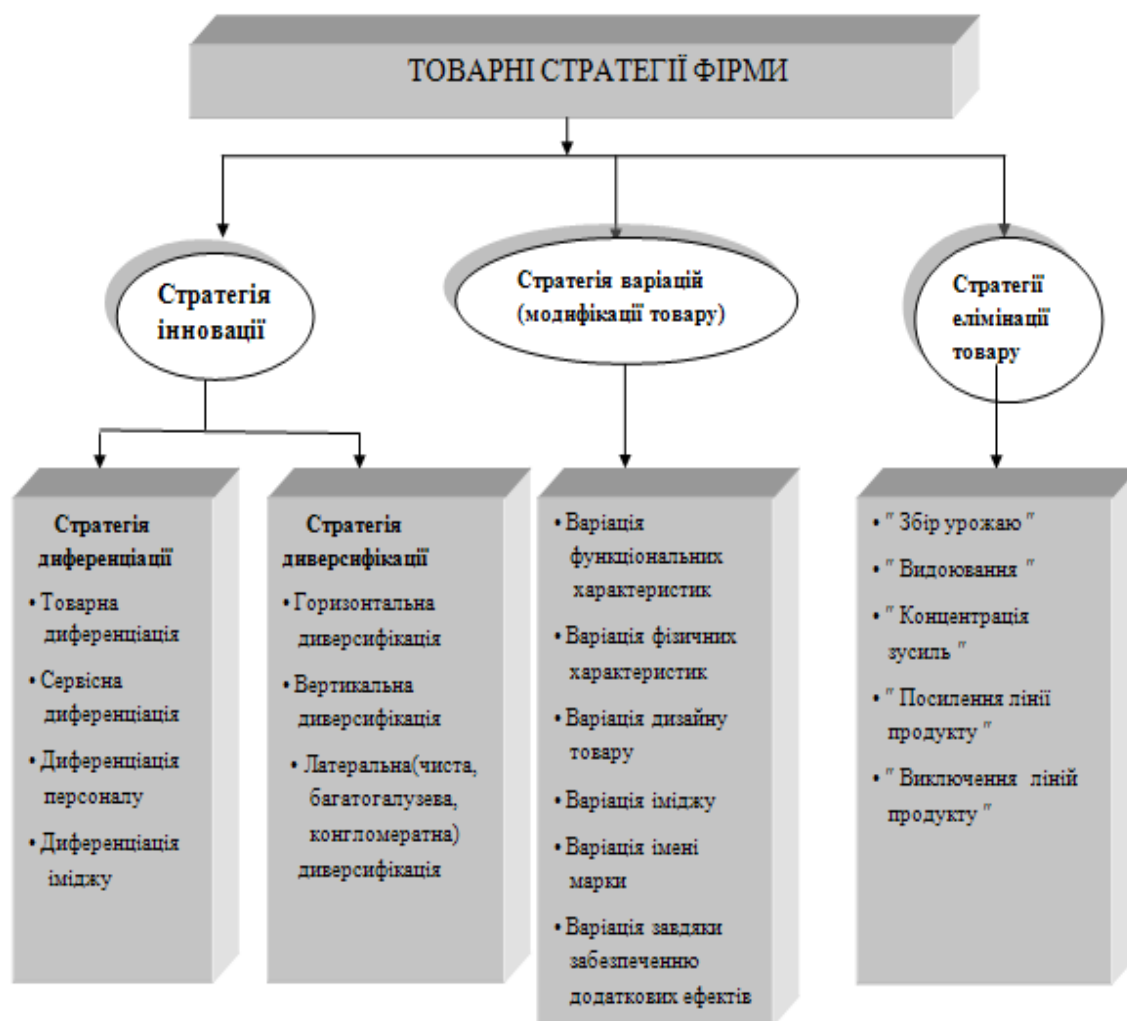 ТОВАРНІ СТРАТЕГІЇ ФІРМИ
Стратегія
інновації
Стратегія варіацій
(модифікації товару)
Стратегії
елімінації
товару
Стратегія
диференціації
• Товарна
диференціація
• Сервісна
диференціація
• Диференціація
персоналу
• Диференціація
іміджу
Стратегія
диверсифікації
• Горизонтальна
диверсифікація
• Вертикальна
диверсифікація
• Латеральна(чиста,
багатогалузева,
конгломератна)
диверсифікація
• Варіація
функціональних
характеристик
• Варіація фізичних
характеристик
• Варіація дизайну
товару
• Варіація іміджу
• Варіація імені
марки
• Варіація завдяки
забезпеченню
додаткових ефектів
• " Збір урожаю "
• " Видоювання "
• " Концентрація
зусиль "
• " Посилення лінії
продукту "
• " Виключення ліній
продукту "